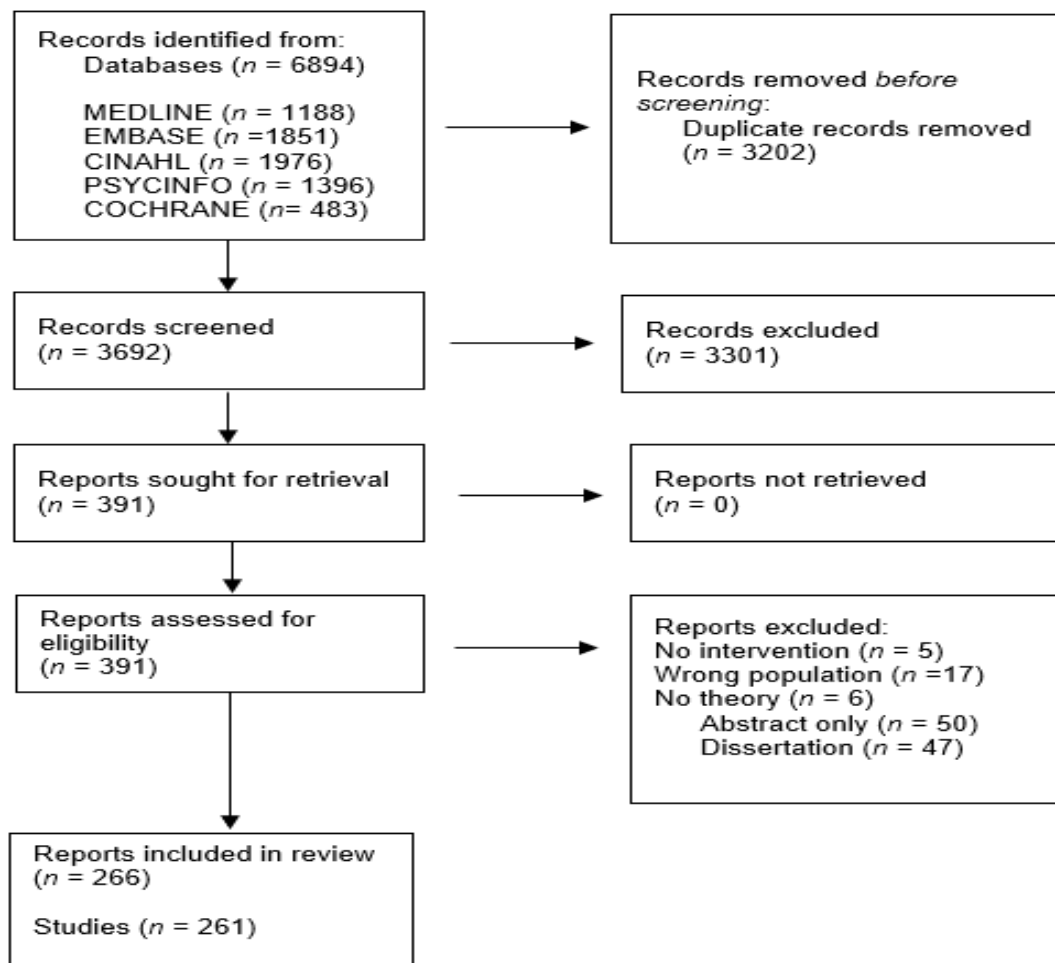 Records identified from:
Databases (n = 6894)
MEDLINE (n = 1188)
EMBASE (n =1851)
CINAHL (n = 1976)
PSYCINFO (n = 1396)
COCHRANE (n= 483)
Records removed before
screening:
Duplicate records removed
(n = 3202)
Records screened
(n = 3692)
Records excluded
(n = 3301)
Reports sought for retrieval
(n = 391)
Reports not retrieved
(n = 0)
Reports assessed for
eligibility
(n = 391)
Reports excluded:
No intervention (n = 5)
Wrong population (n =17)
No theory (n = 6)
Abstract only (n = 50)
Dissertation (n = 47)
Reports included in review
(n = 266)
Studies (n = 261)